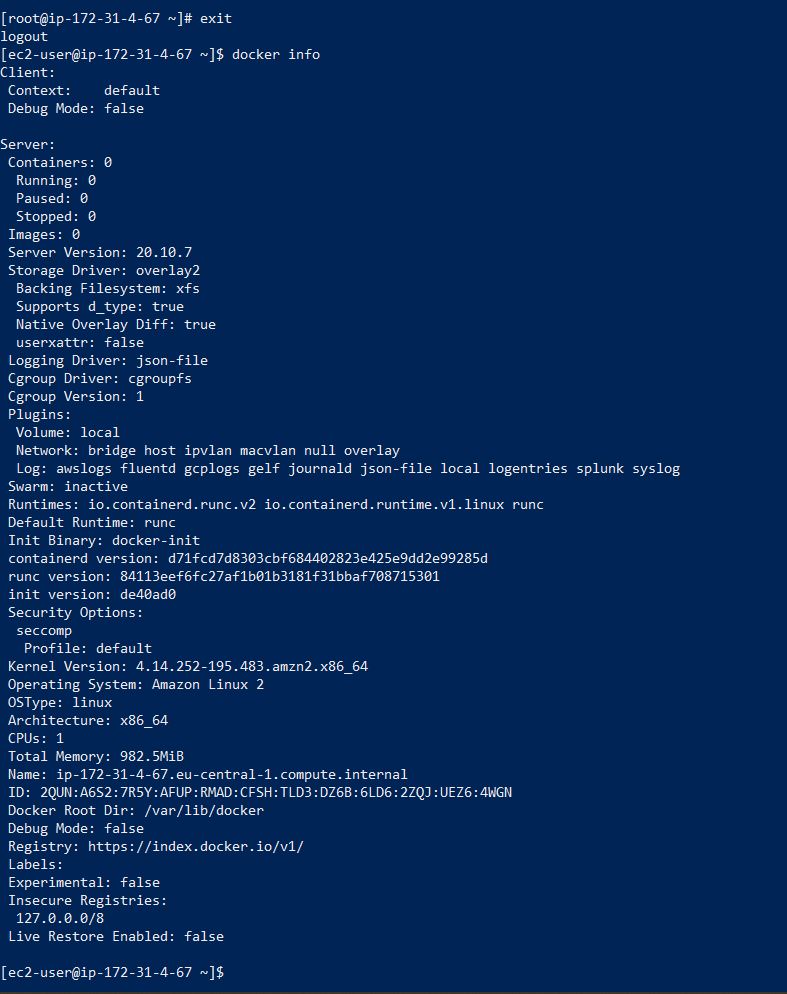 [root@ip-172-31-4-67 ~]# exit
logout
[ec2-user@ip-172-31-4-67 ~]$ docker info
Client:
 Context:    default
 Debug Mode: false

Server:
 Containers: 0
  Running: 0
  Paused: 0
  Stopped: 0
 Images: 0
 Server Version: 20.10.7
 Storage Driver: overlay2
  Backing Filesystem: xfs
  Supports d_type: true
  Native Overlay Diff: true
  userxattr: false
 Logging Driver: json-file
 Cgroup Driver: cgroupfs
 Cgroup Version: 1
 Plugins:
  Volume: local
  Network: bridge host ipvlan macvlan null overlay
  Log: awslogs fluentd gcplogs gelf journald json-file local logentries splunk syslog
 Swarm: inactive
 Runtimes: io.containerd.runc.v2 io.containerd.runtime.v1.linux runc
 Default Runtime: runc
 Init Binary: docker-init
 containerd version: d71fcd7d8303cbf684402823e425e9dd2e99285d
 runc version: 84113eef6fc27af1b01b3181f31bbaf708715301
 init version: de40ad0
 Security Options:
  seccomp
   Profile: default
 Kernel Version: 4.14.252-195.483.amzn2.x86_64
 Operating System: Amazon Linux 2
 OSType: linux
 Architecture: x86_64
 CPUs: 1
 Total Memory: 982.5MiB
 Name: ip-172-31-4-67.eu-central-1.compute.internal
 ID: 2QUN:A6S2:7R5Y:AFUP:RMAD:CFSH:TLD3:DZ6B:6LD6:2ZQJ:UEZ6:4WGN
 Docker Root Dir: /var/lib/docker
 Debug Mode: false
 Registry: https://index.docker.io/v1/
 Labels:
 Experimental: false
 Insecure Registries:
  127.0.0.0/8
 Live Restore Enabled: false

[ec2-user@ip-172-31-4-67 ~]$